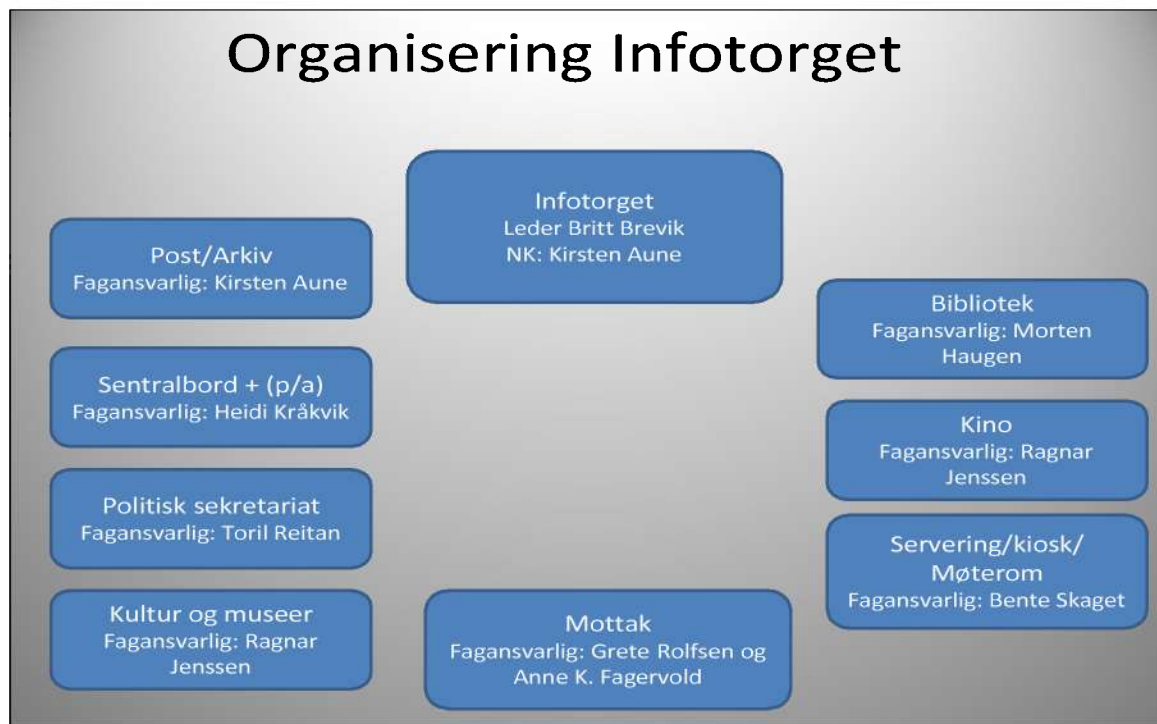 Organisering Infotorget
Infotorget
Leder Britt Brevik
NK: Kirsten Aune
Post/Arkiv
Fagansvarlig: Kirsten Aune
Sentralbord + (p/a)
Fagansvarlig: Heidi Kråkvik
Politisk sekretariat
Fagansvarlig: Toril Reitan
Kultur og museer
Fagansvarlig: Ragnar
Jenssen
Mottak
Fagansvarlig: Grete Rolfsen og
Anne K. Fagervold
Bibliotek
Fagansvarlig: Morten
Haugen
Kino
Fagansvarlig: Ragnar
Jenssen
Servering/kiosk/
Møterom
Fagansvarlig: Bente Skaget